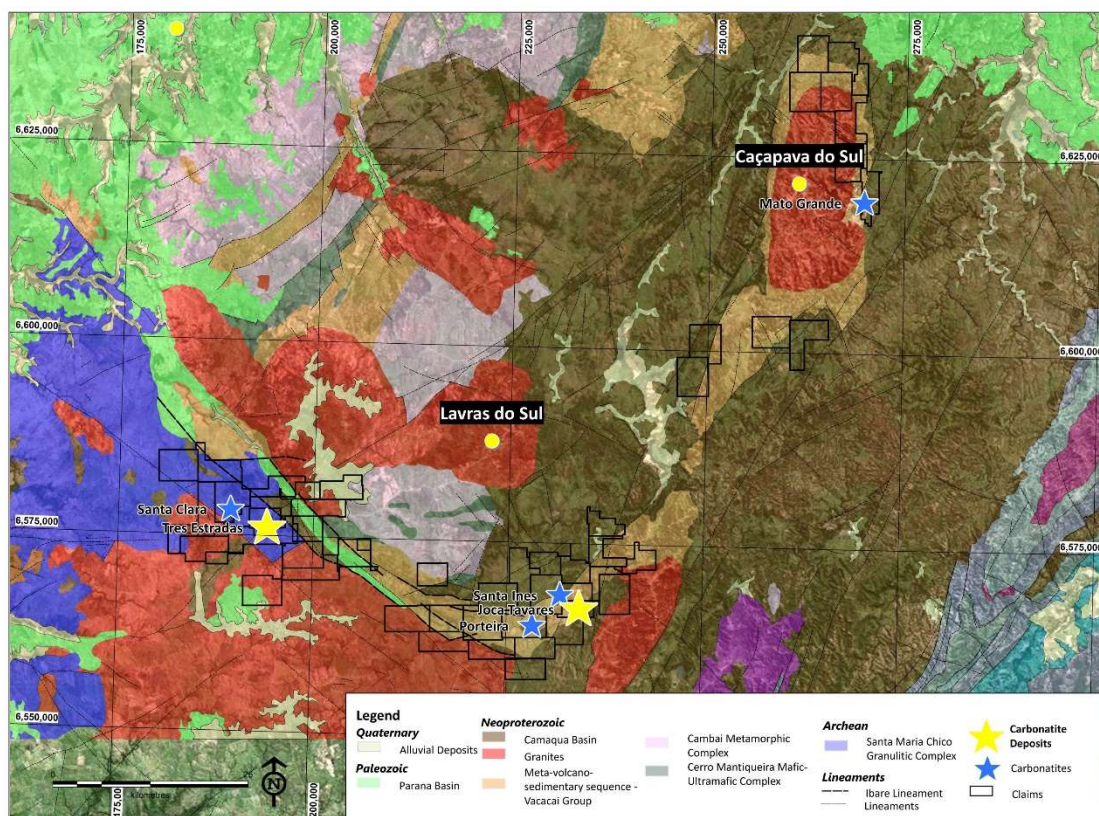 175,000
200,000
225,000
250,000
275,000
6,625,000
6,625,000
Caçapava do Sul
Mato Grande
6,600,000
6,600,000
Lavras do Sul
Santa Clara
Tres Estradas
6,575,000
6,575,000
Santa Ines
Joca Tavares
Porteira
6,550,000
0
25
kilometres
N
175,000
200,000
Legend
Quaternary
Alluvial Deposits
Paleozoic
Parana Basin
Neoproterozoic
Camaqua Basin
Granites
Meta-volcano-
sedimentary sequence -
Vacacai Group
Cambai Metamorphic
Complex
Cerro Mantiqueira Mafic-
Ultramafic Complex
Archean
Santa Maria Chico
Granulitic Complex
Lineaments
Ibare Lineament
Lineaments
Carbonatite
Deposits
Carbonatites
Claims